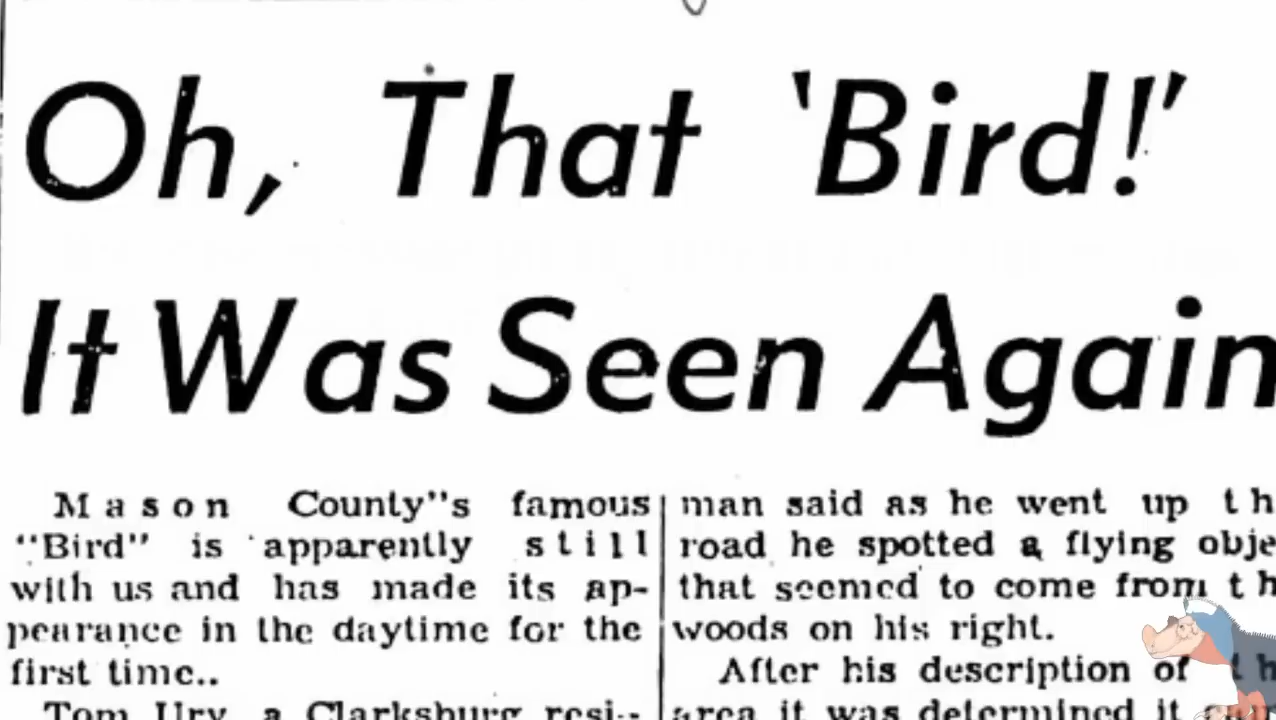 Oh, That 'Bird!'
It Was Seen Again
Mason County"s famous
"Bird" is apparently still
with us and has made its ap-
pearance in the daytime for the
first time..
Tom Ury, a Clarksburg resi-
man said as he went up th
road he spotted a flying obje
that seemed to come from th
woods on his right.
After his description of th
area it was determined it